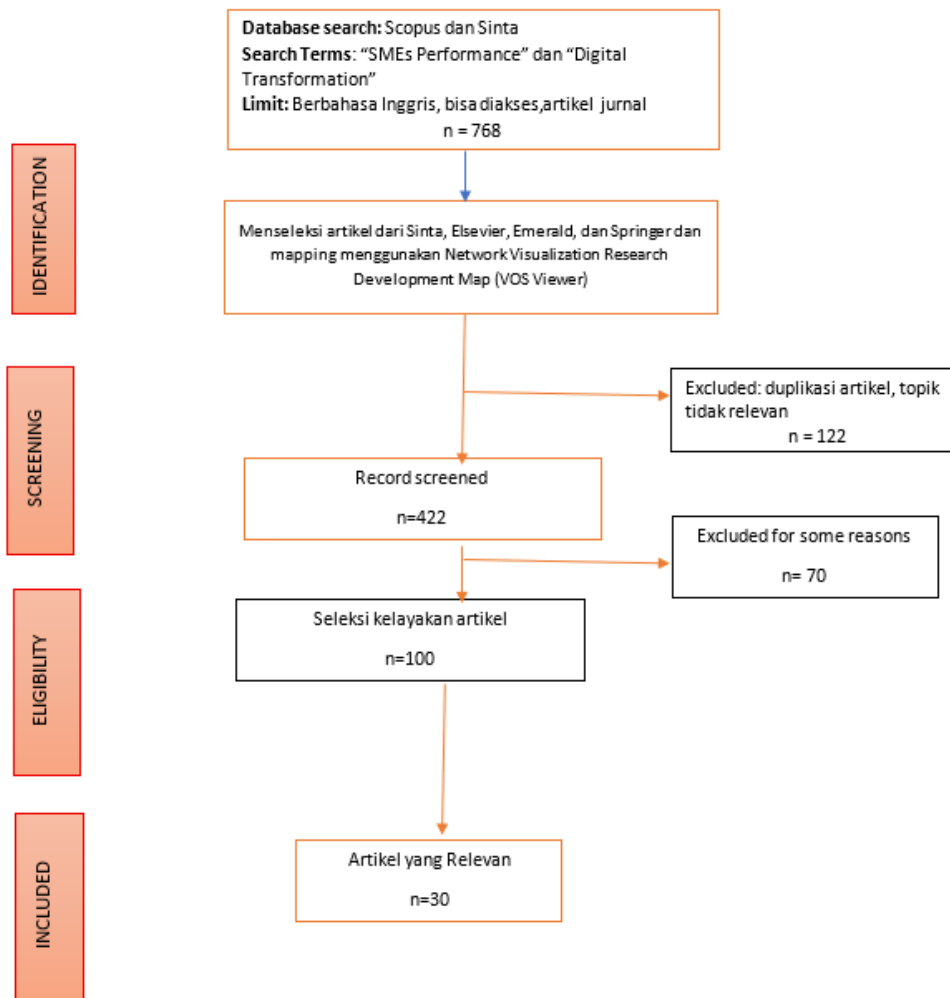 Database search: Scopus dan Sinta
Search Terms: “SMEs Performance” dan “Digital
Transformation”
Limit: Berbahasa Inggris, bisa diakses,artikel jurnal
n = 768
IDENTIFICATION
Menseleksi artikel dari Sinta, Elsevier, Emerald, dan Springer dan
mapping menggunakan Network Visualization Research
Development Map (VOS Viewer)
SCREENING
Excluded: duplikasi artikel, topik
tidak relevan
n = 122
Record screened
n=422
Excluded for some reasons
n= 70
ELIGIBILITY
Seleksi kelayakan artikel
n=100
INCLUDED
Artikel yang Relevan
n=30